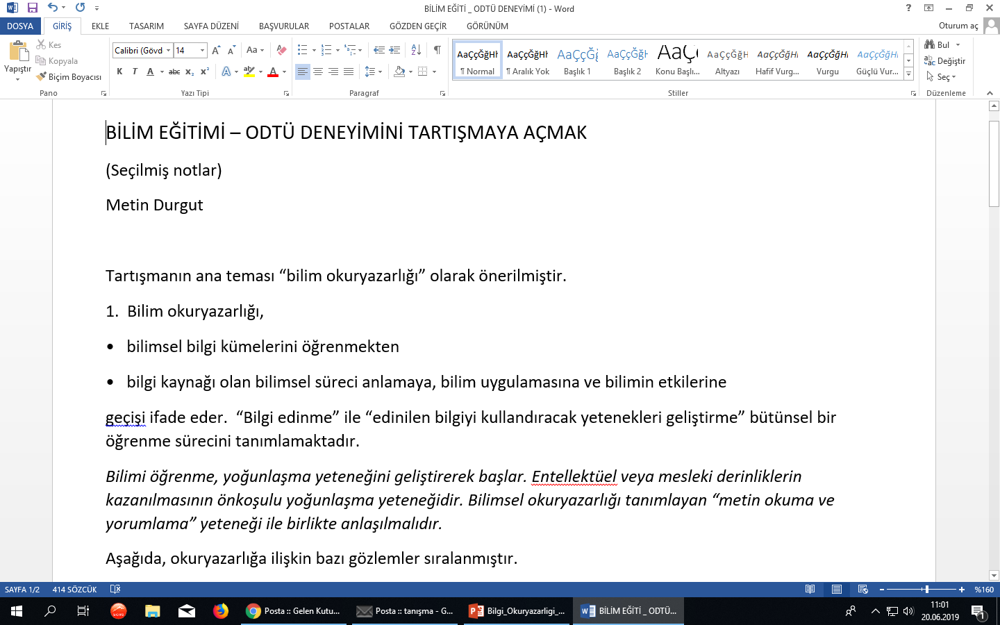 BİLİM EĞİTİ _ ODTÜ DENEYİMİ (1) - Word
DOSYA GİRİŞ EKLE TASARIM SAYFA DÜZENİ BAŞVURULAR POSTALAR GÖZDEN GEÇİR GÖRÜNÜM Oturum aç
Yapıştır
Kes
Kopyala
Biçim Boyacısı
Pano
Calibri (Gövd 14
K T A abc x₂ x² A aby A
Yazı Tipi
Paragraf
AaÇçĞğHł AaÇçĞğHł AaÇçĞğ AaÇçĞğH AaÇç AaÇçĞğH AaÇçĞğHı AaÇçĞğHı AaÇçĞğHı
¶ Normal ¶ Aralık Yok Başlık 1 Başlık 2 Konu Başlı... Altyazı Hafif Vurg... Vurgu Güçlü Vur...
Stiller
Bul
Değiştir
Seç
Düzenleme
BİLİM EĞİTİMİ – ODTÜ DENEYİMİNİ TARTIŞMAYA AÇMAK
(Seçilmiş notlar)
Metin Durgut
Tartışmanın ana teması “bilim okuryazarlığı” olarak önerilmiştir.
1. Bilim okuryazarlığı,
• bilimsel bilgi kümelerini öğrenmekten
• bilgi kaynağı olan bilimsel süreci anlamaya, bilim uygulamasına ve bilimin etkilerine
geçişi ifade eder. “Bilgi edinme” ile “edinilen bilgiyi kullandıracak yetenekleri geliştirme” bütünsel bir
öğrenme sürecini tanımlamaktadır.
Bilimi öğrenme, yoğunlaşma yeteneğini geliştirerek başlar. Entellektüel veya mesleki derinliklerin
kazanılmasının önkoşulu yoğunlaşma yeteneğidir. Bilimsel okuryazarlığı tanımlayan “metin okuma ve
yorumlama” yeteneği ile birlikte anlaşılmalıdır.
Aşağıda, okuryazarlığa ilişkin bazı gözlemler sıralanmıştır.
SAYFA 1/2 414 SÖZCÜK %160
Posta :: Gelen Kutu... Posta :: tanışma - G... Bilgi_Okuryazarligi_... BİLİM EĞİTİ _ ODTÜ... 11:01
20.06.2019 1